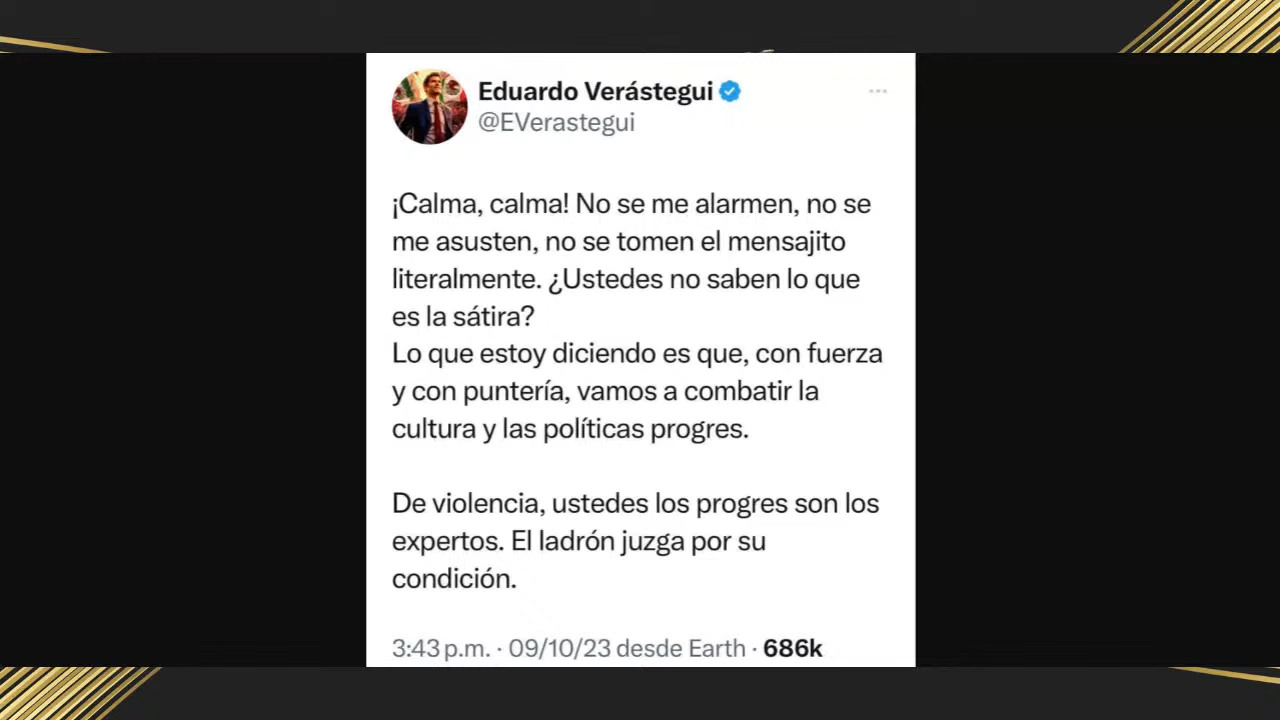 Eduardo Verástegui
@EVerastegui
¡Calma, calma! No se me alarmen, no se
me asusten, no se tomen el mensajito
literalmente. ¿Ustedes no saben lo que
es la sátira?
Lo que estoy diciendo es que, con fuerza
y con puntería, vamos a combatir la
cultura y las políticas progres.
De violencia, ustedes los progres son los
expertos. El ladrón juzga por su
condición.
3:43 p.m. · 09/10/23 desde Earth · 686k